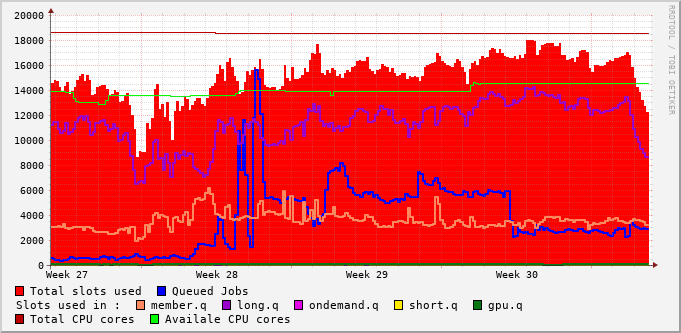 20000
18000
16000
14000
12000
10000
8000
6000
4000
2000
0
Week 27 Week 28 Week 29 Week 30
Total slots used Queued Jobs
Slots used in : member.q long.q ondemand.q short.q gpu.q
Total CPU cores Availale CPU cores
RRDTOOL / TOBI OETIKER